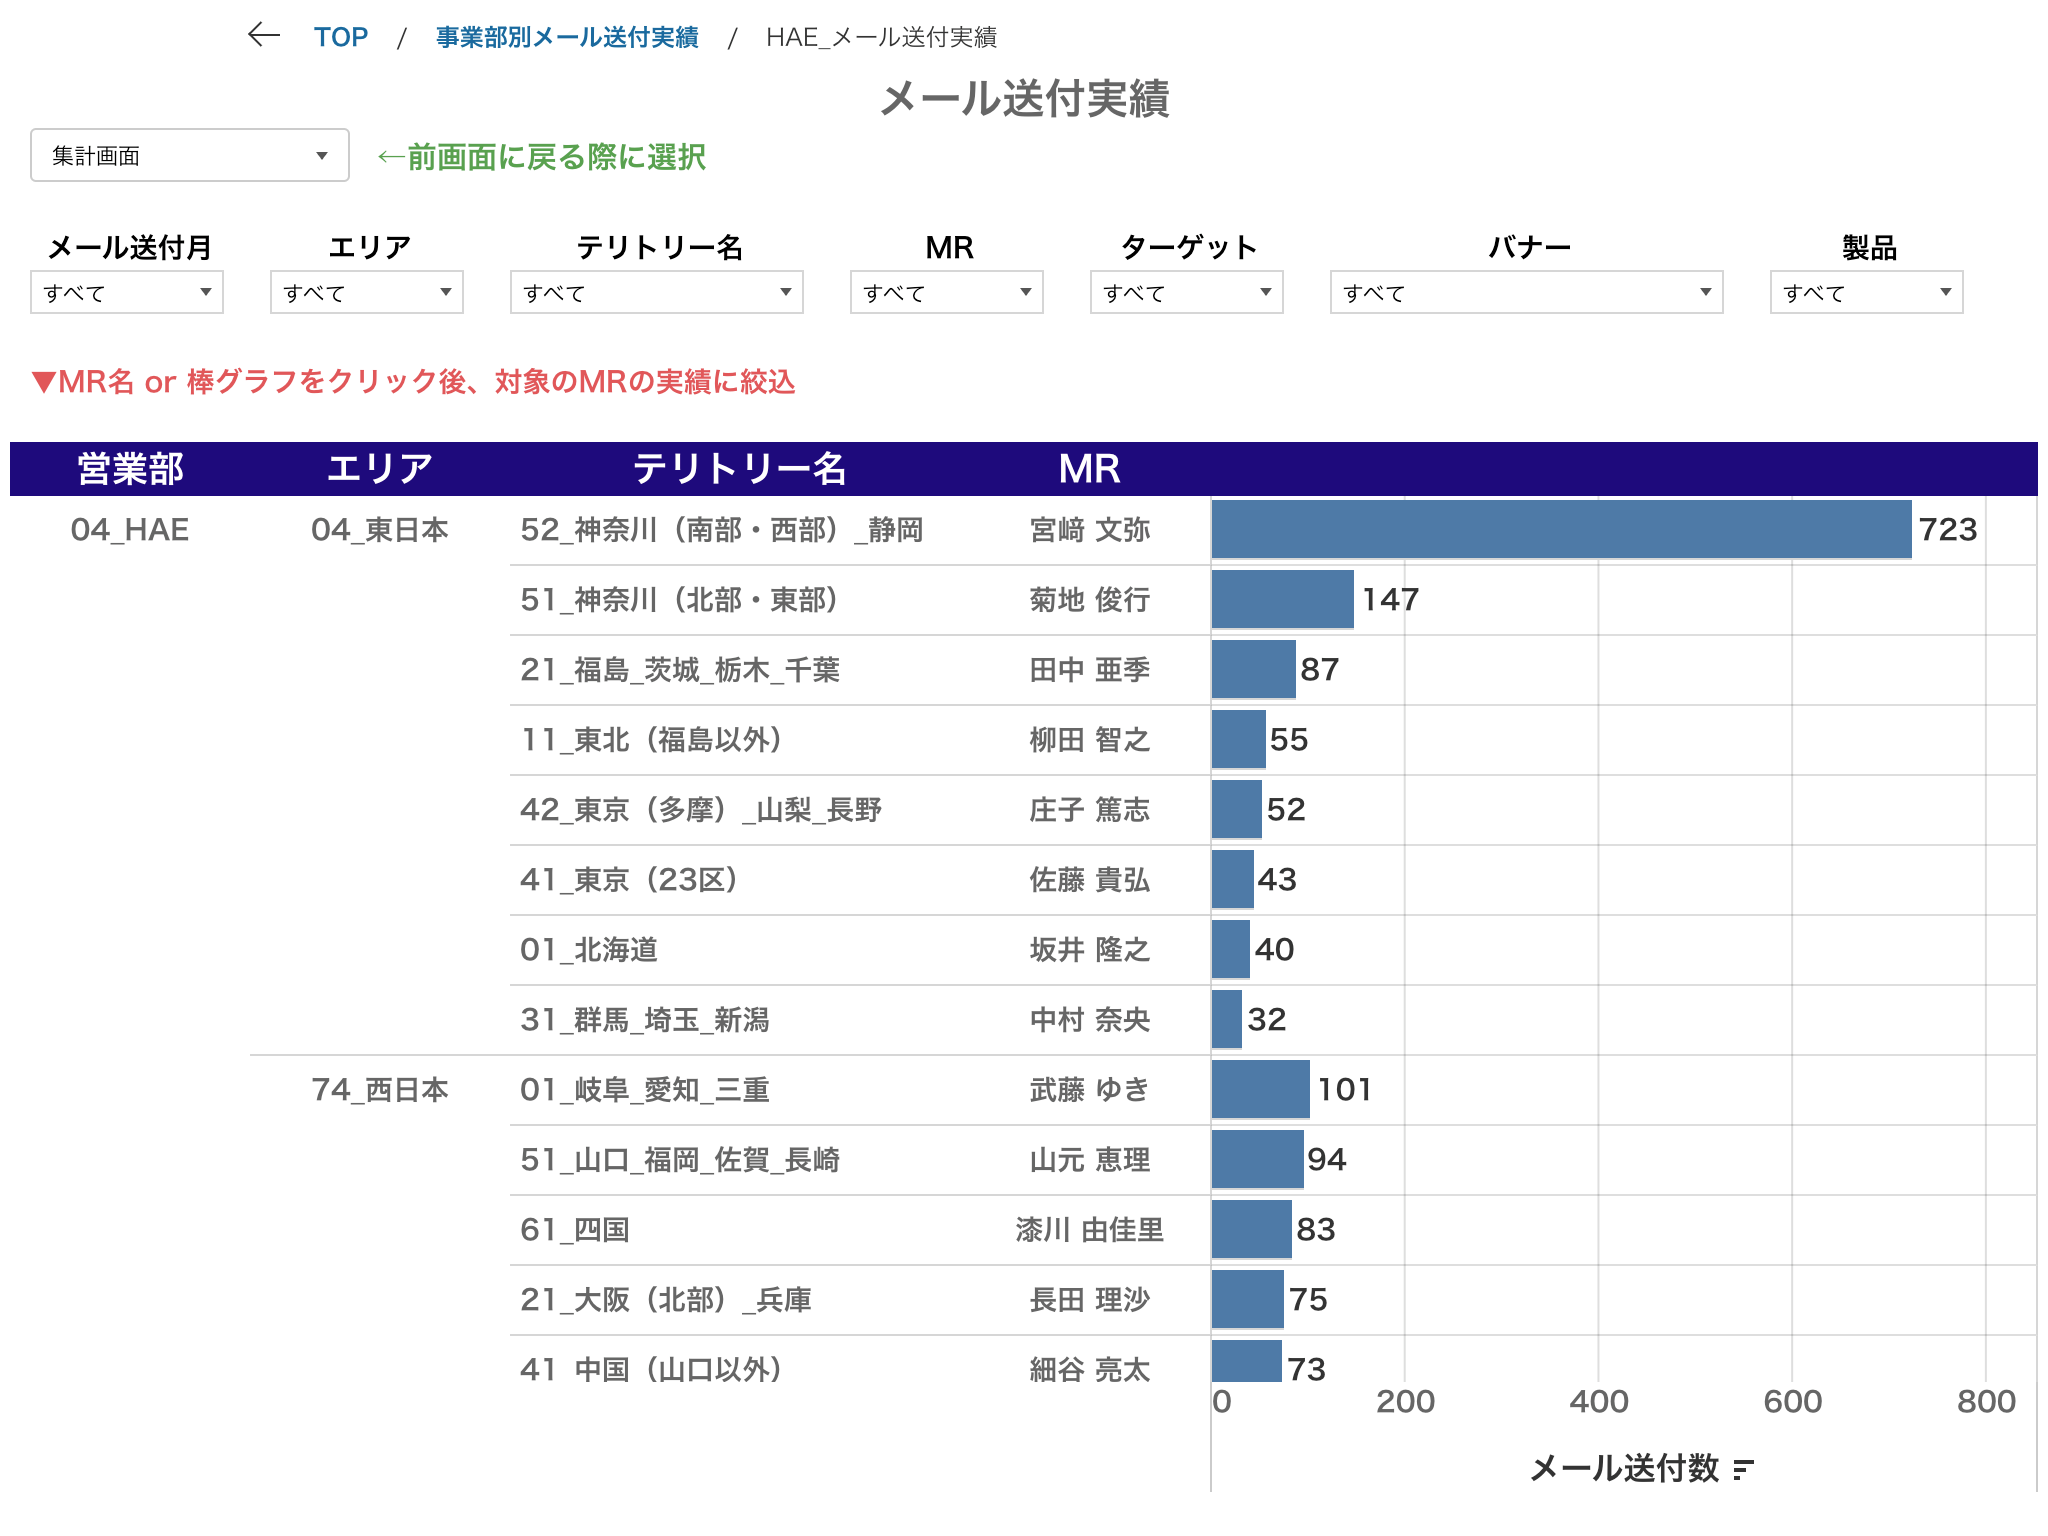 ← TOP / 事業部別メール送付実績 / HAE_メール送付実績
メール送付実績
集計画面 ▼ ←前画面に戻る際に選択
メール送付月 エリア テリトリー名 MR ターゲット バナー 製品
すべて すべて すべて すべて すべて すべて すべて
▼MR名 or 棒グラフをクリック後、対象のMRの実績に絞込
営業部 エリア テリトリー名 MR
04_HAE 04_東日本 52_神奈川（南部・西部）_静岡 宮﨑 文弥 723
51_神奈川（北部・東部） 菊地 俊行 147
21_福島_茨城_栃木_千葉 田中 亜季 87
11_東北（福島以外） 柳田 智之 55
42_東京（多摩）_山梨_長野 庄子 篤志 52
41_東京（23区） 佐藤 貴弘 43
01_北海道 坂井 隆之 40
31_群馬_埼玉_新潟 中村 奈央 32
74_西日本 01_岐阜_愛知_三重 武藤 ゆき 101
51_山口_福岡_佐賀_長崎 山元 恵理 94
61_四国 漆川 由佳里 83
21_大阪（北部）_兵庫 長田 理沙 75
41 中国（山口以外） 細谷 亮太 73
0 200 400 600 800
メール送付数